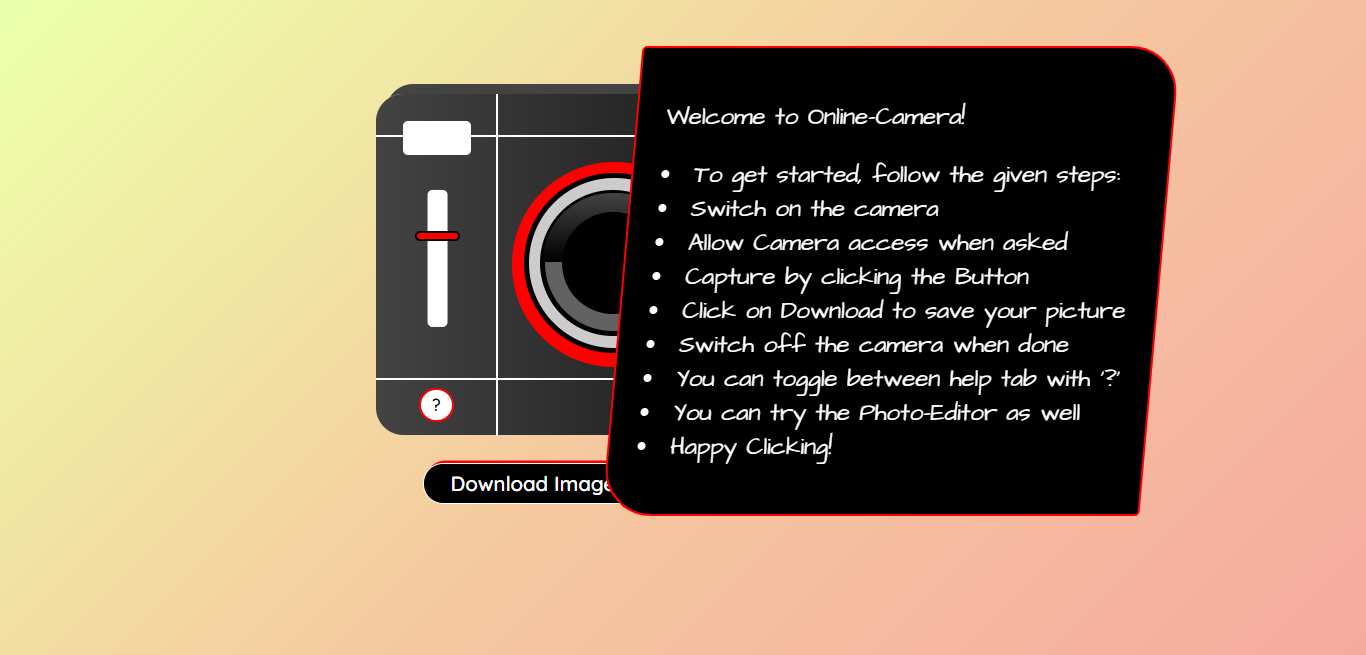 Welcome to Online-Camera!
To get started, follow the given steps:
Switch on the camera
Allow Camera access when asked
Capture by clicking the Button
Click on Download to save your picture
Switch off the camera when done
You can toggle between help tab with '?'
You can try the Photo-Editor as well
Happy Clicking!
?
Download Image